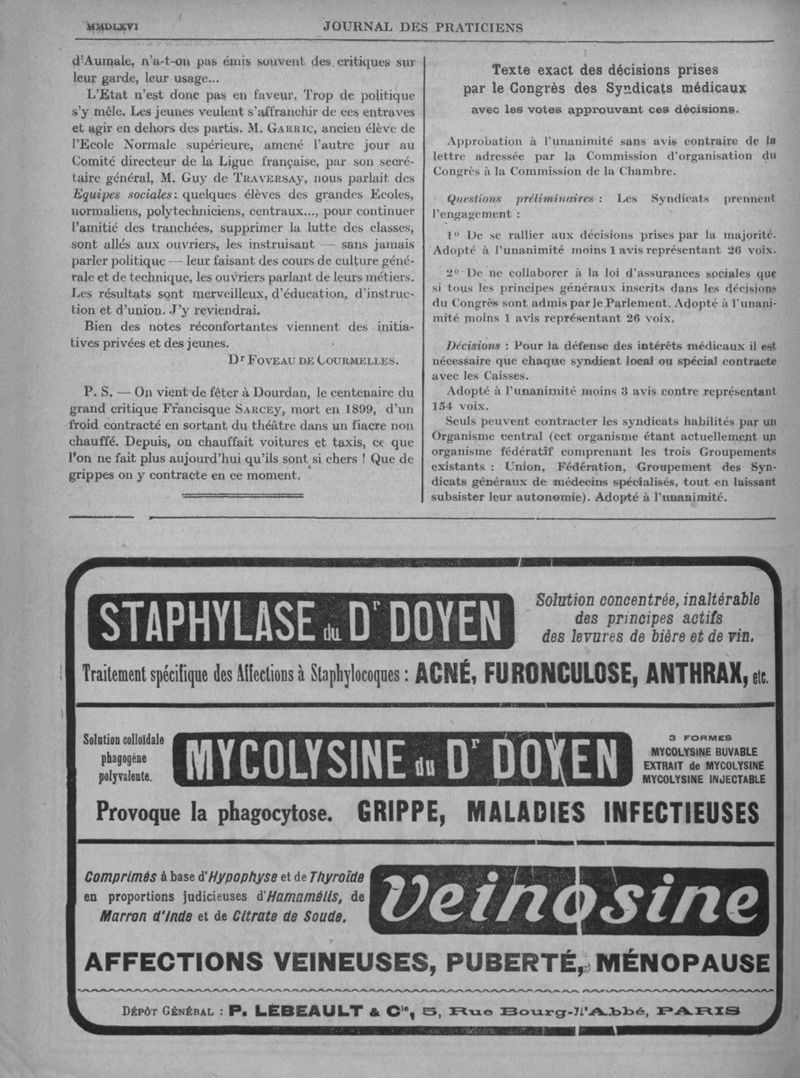 MMDLXVI
JOURNAL DES PRATICIENS
d'Aumale, n'a-t-on pas émis souvent des critiques sur
leur garde, leur usage...
L'Etat n'est donc pas en faveur. Trop de politique
s'y mêle. Les jeunes veulent s'affranchir de ces entraves
et agir en dehors des partis. M. GARRIC, ancien élève de
l'Ecole Normale supérieure, amené l'autre jour au
Comité directeur de la Ligue française, par son secré-
taire général, M. Guy de TRAVERSAY, nous parlait des
Equipes sociales: quelques élèves des grandes Ecoles,
normaliens, polytechniciens, centraux..., pour continuer
l'amitié des tranchées, supprimer la lutte des classes,
sont allés aux ouvriers, les instruisant — sans jamais
parler politique — leur faisant des cours de culture géné-
rale et de technique, les ouvriers parlant de leurs métiers.
Les résultats sont merveilleux, d'éducation, d'instruc-
tion et d'union. J'y reviendrai.
Bien des notes réconfortantes viennent des initia-
tives privées et des jeunes.
Dr FOVEAU DE COURMELLES.
P. S. — On vient de fêter à Dourdan, le centenaire du
grand critique Francisque SARCEY, mort en 1899, d'un
froid contracté en sortant du théâtre dans un fiacre non
chauffé. Depuis, on chauffait voitures et taxis, ce que
l'on ne fait plus aujourd'hui qu'ils sont si chers ! Que de
grippes on y contracte en ce moment.
Texte exact des décisions prises
par le Congrès des Syndicats médicaux
avec les votes approuvant ces décisions.
Approbation à l'unanimité sans avis contraire de la
lettre adressée par la Commission d'organisation du
Congrès à la Commission de la Chambre.
Questions préliminaires : Les Syndicats prennent
l'engagement :
1° De se rallier aux décisions prises par la majorité.
Adopté à l'unanimité moins 1 avis représentant 26 voix.
2° De ne collaborer à la loi d'assurances sociales que
si tous les principes généraux inscrits dans les décisions
du Congrès sont admis par le Parlement. Adopté à l'unani-
mité moins 1 avis représentant 26 voix.
Décisions : Pour la défense des intérêts médicaux il est
nécessaire que chaque syndicat local ou spécial contracte
avec les Caisses.
Adopté à l'unanimité moins 3 avis contre représentant
154 voix.
Seuls peuvent contracter les syndicats habilités par un
Organisme central (cet organisme étant actuellement un
organisme fédératif comprenant les trois Groupements
existants : Union, Fédération, Groupement des Syn-
dicats généraux de médecins spécialisés, tout en laissant
subsister leur autonomie). Adopté à l'unanimité.
STAPHYLASE du Dr DOYEN
Solution concentrée, inaltérable
des principes actifs
des levures de bière et de vin.
Traitement spécifique des Affections à Staphylocoques : ACNÉ, FURONCULOSE, ANTHRAX, etc.
Solution colloïdale
phagogène
polyvalente.
MYCOLYSINE du Dr DOYEN
3 FORMES
MYCOLYSINE BUVABLE
EXTRAIT de MYCOLYSINE
MYCOLYSINE INJECTABLE
Provoque la phagocytose. GRIPPE, MALADIES INFECTIEUSES
Comprimés à base d'Hypophyse et de Thyroïde
en proportions judicieuses d'Hamamélis, de
Marron d'Inde et de Citrate de Soude.
Veinosine
AFFECTIONS VEINEUSES, PUBERTÉ, MÉNOPAUSE
DÉPÔT GÉNÉRAL : P. LEBEAULT & Cie, 5, Rue Bourg-l'Abbé, PARIS